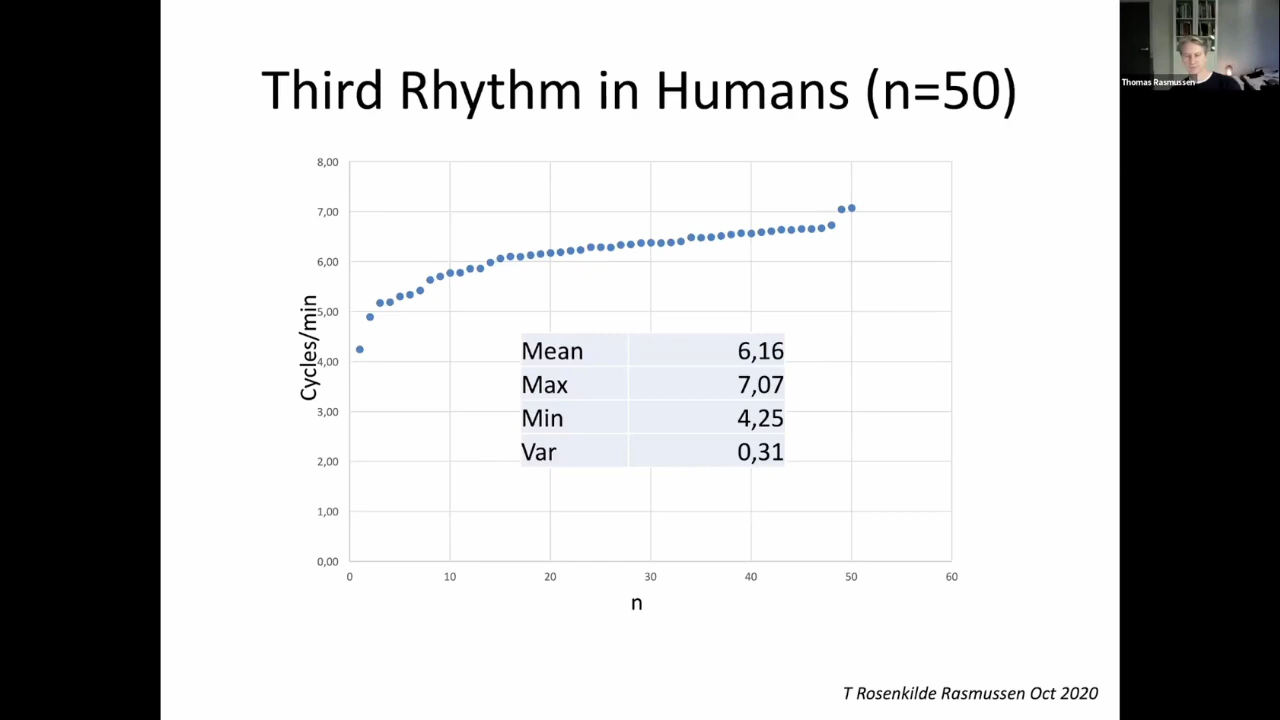 Third Rhythm in Humans (n=50)
Thomas Rasmussen
8,00
7,00
6,00
5,00
4,00
3,00
2,00
1,00
0,00
Cycles/min
Mean 6,16
Max 7,07
Min 4,25
Var 0,31
0 10 20 30 40 50 60
n
T Rosenkilde Rasmussen Oct 2020